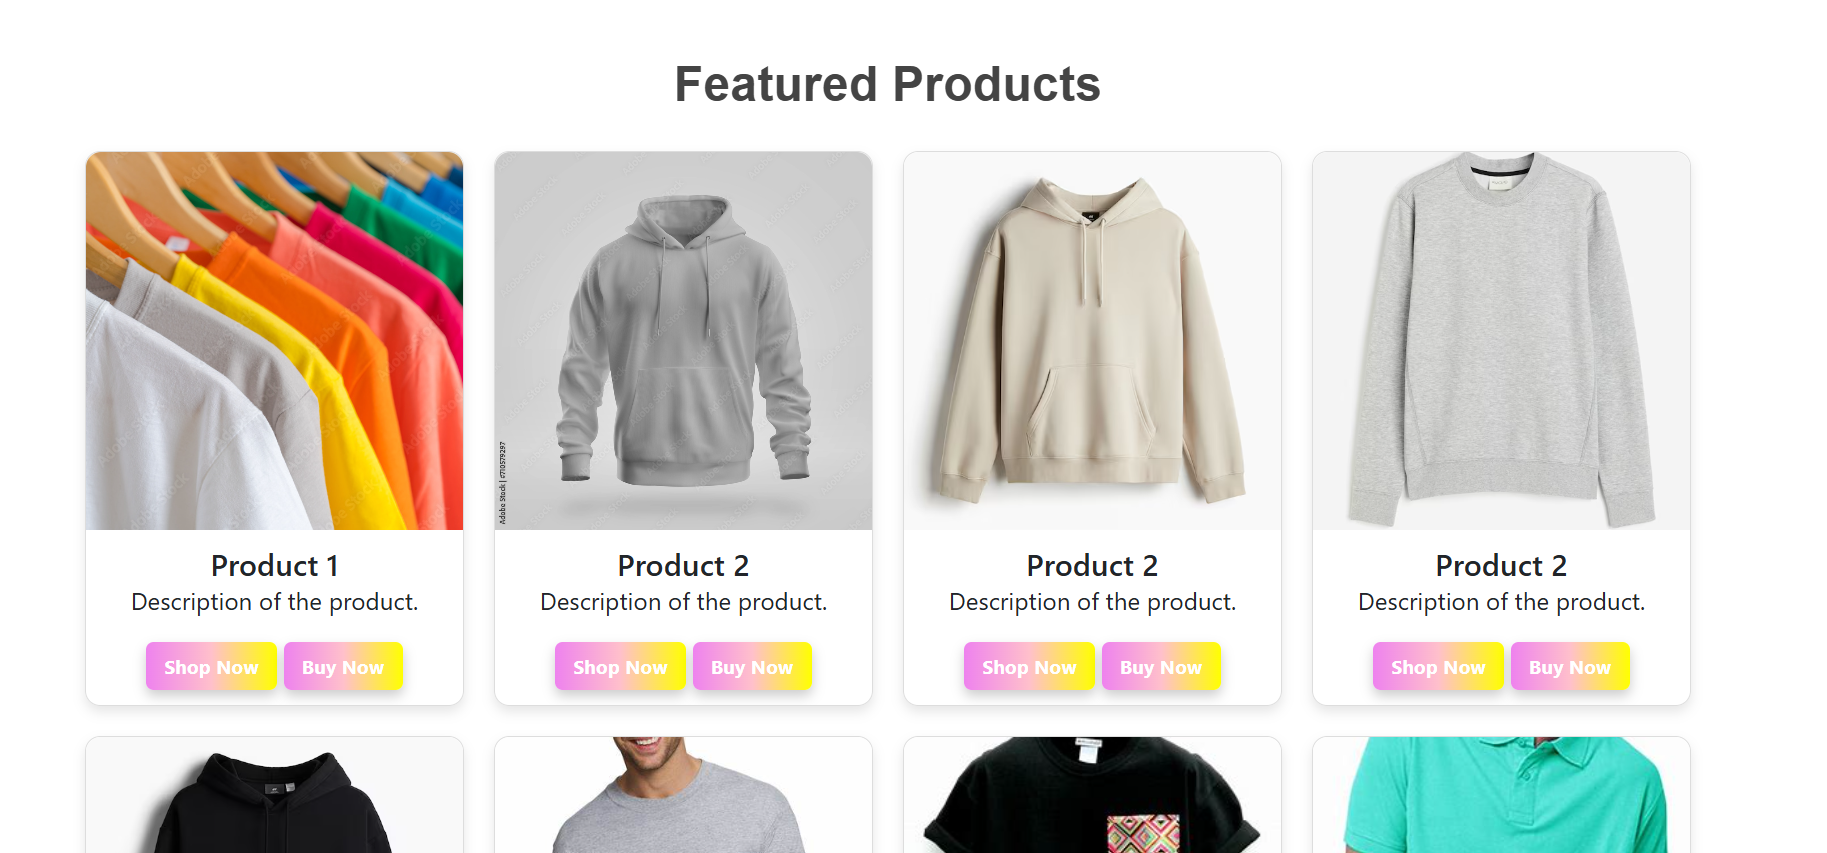 Featured Products
Adobe Stock | #710579297
Product 1
Product 2
Product 2
Product 2
Description of the product.
Description of the product.
Description of the product.
Description of the product.
Shop Now Buy Now
Shop Now Buy Now
Shop Now Buy Now
Shop Now Buy Now